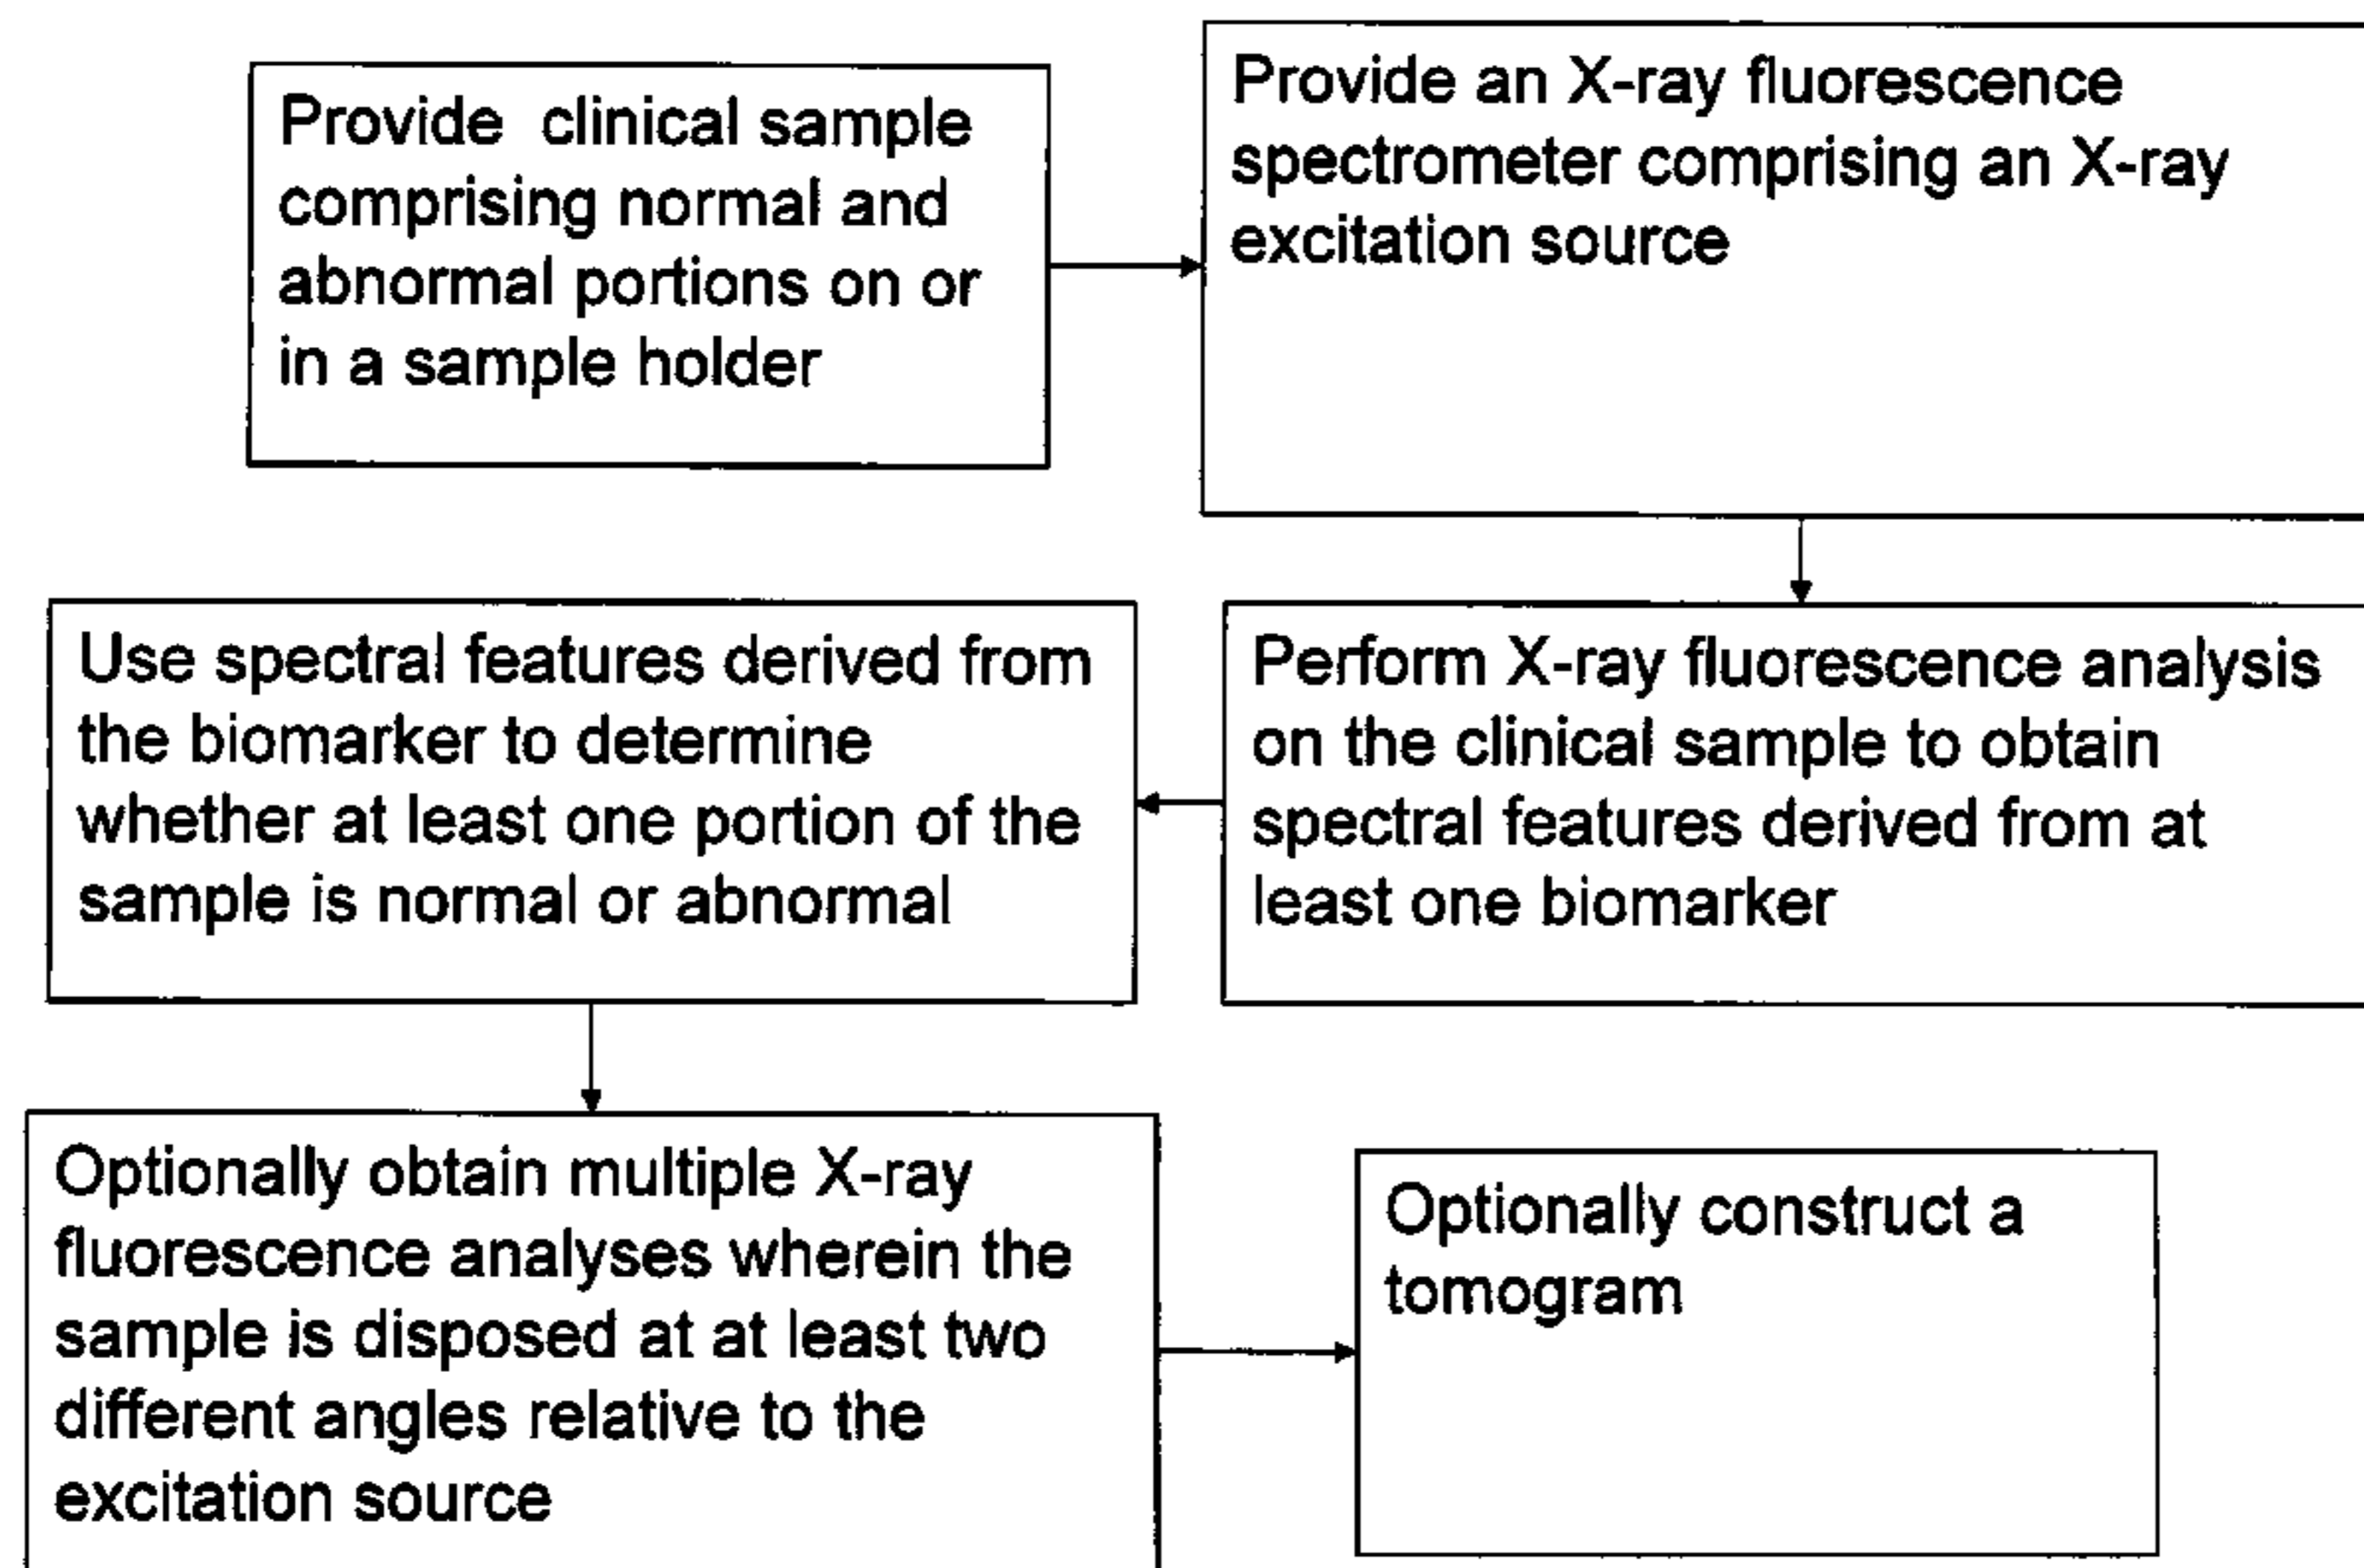 Provide clinical sample
comprising normal and
abnormal portions on or
in a sample holder
Provide an X-ray fluorescence
spectrometer comprising an X-ray
excitation source
Perform X-ray fluorescence analysis
on the clinical sample to obtain
spectral features derived from at
least one biomarker
Use spectral features derived from
the biomarker to determine
whether at least one portion of the
sample is normal or abnormal
Optionally obtain multiple X-ray
fluorescence analyses wherein the
sample is disposed at at least two
different angles relative to the
excitation source
Optionally construct a
tomogram